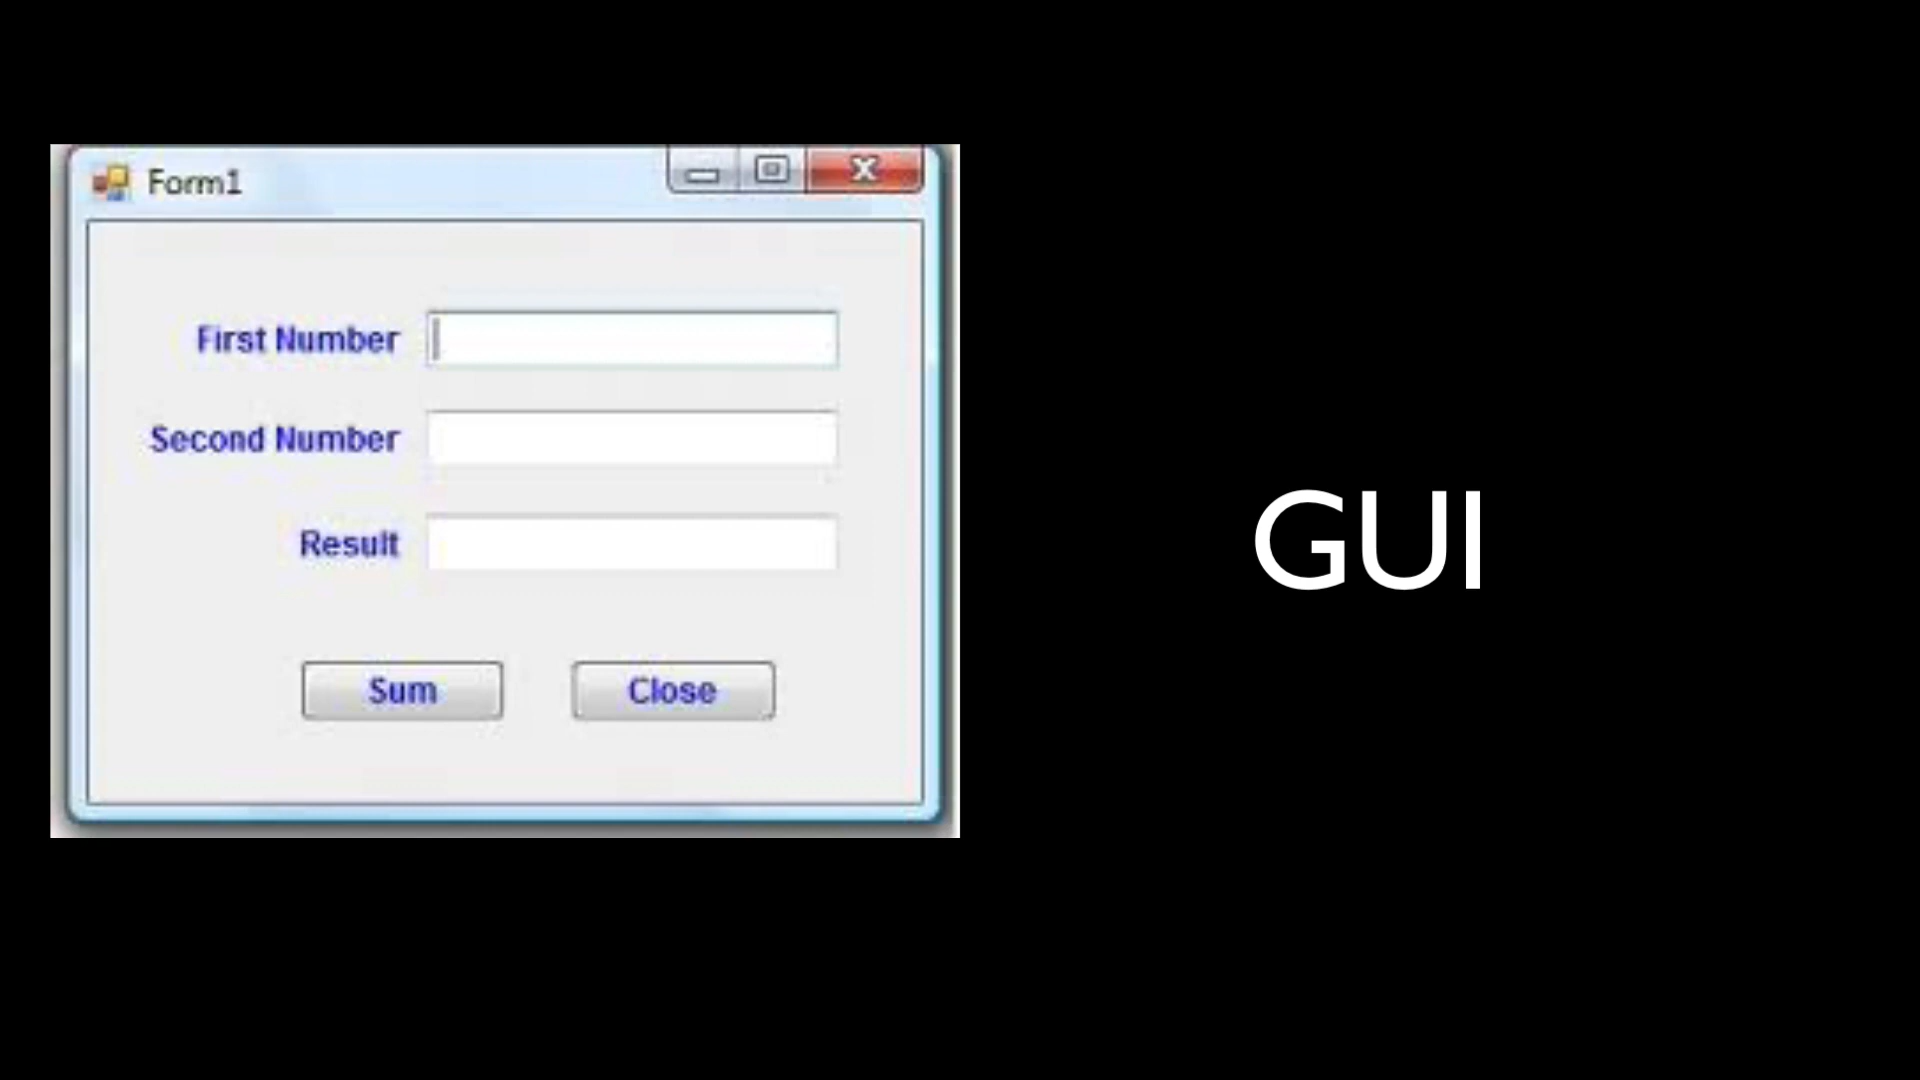 Form1
First Number
Second Number
Result
Sum
Close
GUI